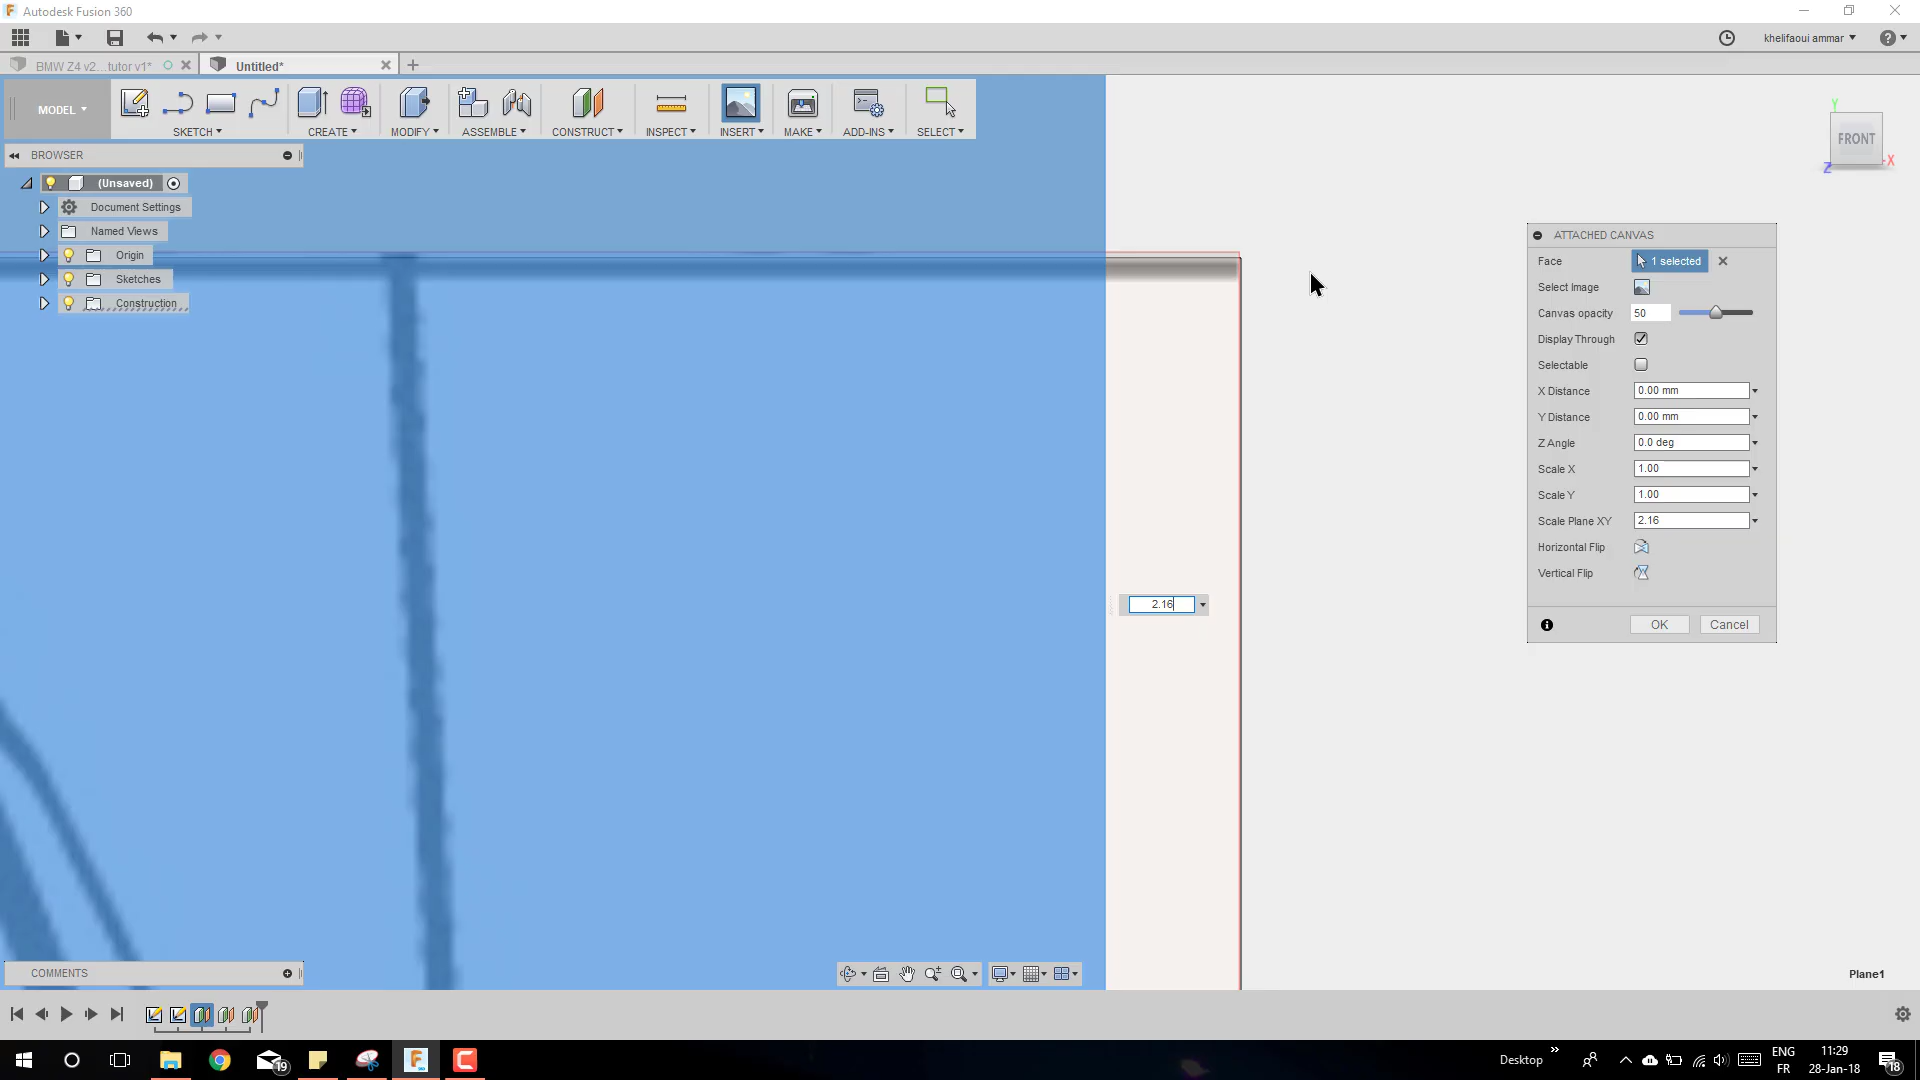 Autodesk Fusion 360
khelifaoui ammar
BMW Z4 v2...tutor v1*
Untitled*
MODEL
SKETCH
CREATE
MODIFY
ASSEMBLE
CONSTRUCT
INSPECT
INSERT
MAKE
ADD-INS
SELECT
Y
FRONT
X
Z
BROWSER
(Unsaved)
Document Settings
Named Views
Origin
Sketches
Construction
ATTACHED CANVAS
Face 1 selected
Select Image
Canvas opacity 50
Display Through
Selectable
X Distance 0.00 mm
Y Distance 0.00 mm
Z Angle 0.0 deg
Scale X 1.00
Scale Y 1.00
Scale Plane XY 2.16
Horizontal Flip
Vertical Flip
OK Cancel
2.16
COMMENTS
Plane1
19
Desktop
ENG
FR
11:29
28-Jan-18
18